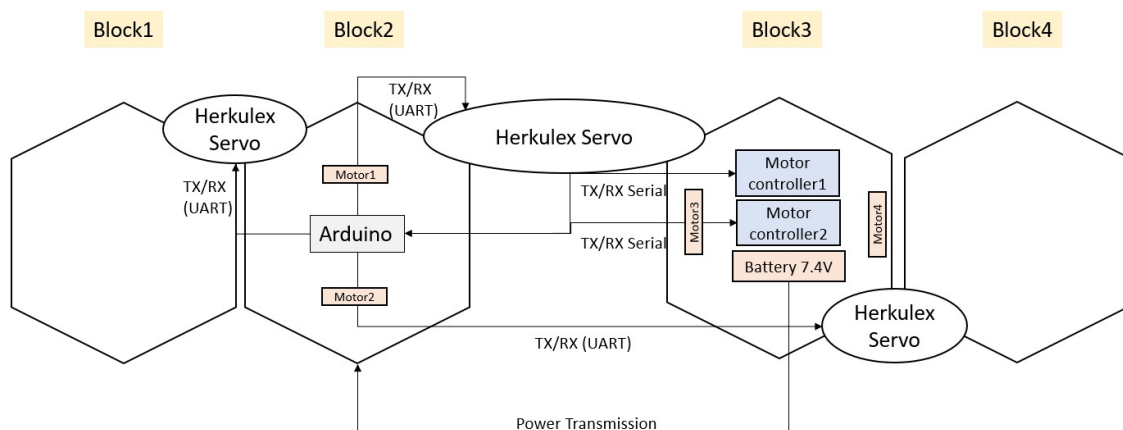 Block1
Block2
Block3
Block4
TX/RX
(UART)
Herkulex
Servo
Herkulex Servo
Motor
controller1
Motor1
TX/RX
(UART)
TX/RX Serial
Motor3
Motor4
Motor
controller2
Arduino
TX/RX Serial
Battery 7.4V
Motor2
Herkulex
Servo
TX/RX (UART)
Power Transmission